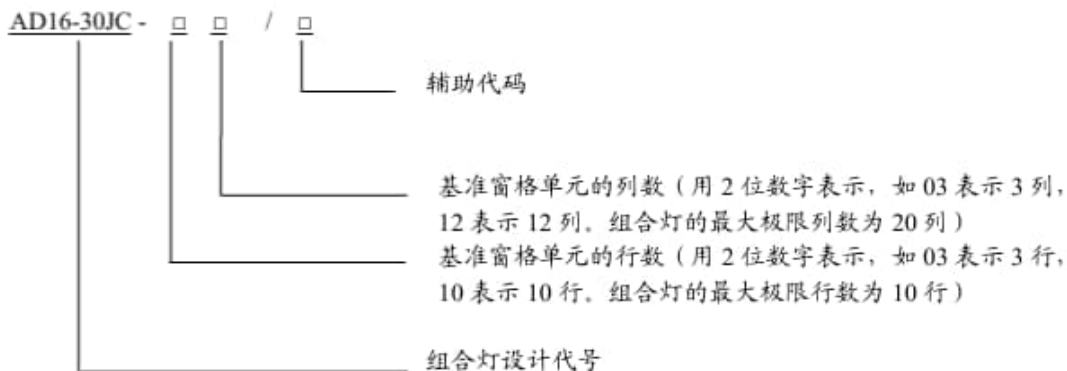 AD16-30JC - □ □ / □
辅助代码
基准窗格单元的列数（用 2 位数字表示，如 03 表示 3 列，
12 表示 12 列。组合灯的最大极限列数为 20 列）
基准窗格单元的行数（用 2 位数字表示，如 03 表示 3 行，
10 表示 10 行。组合灯的最大极限行数为 10 行）
组合灯设计代号